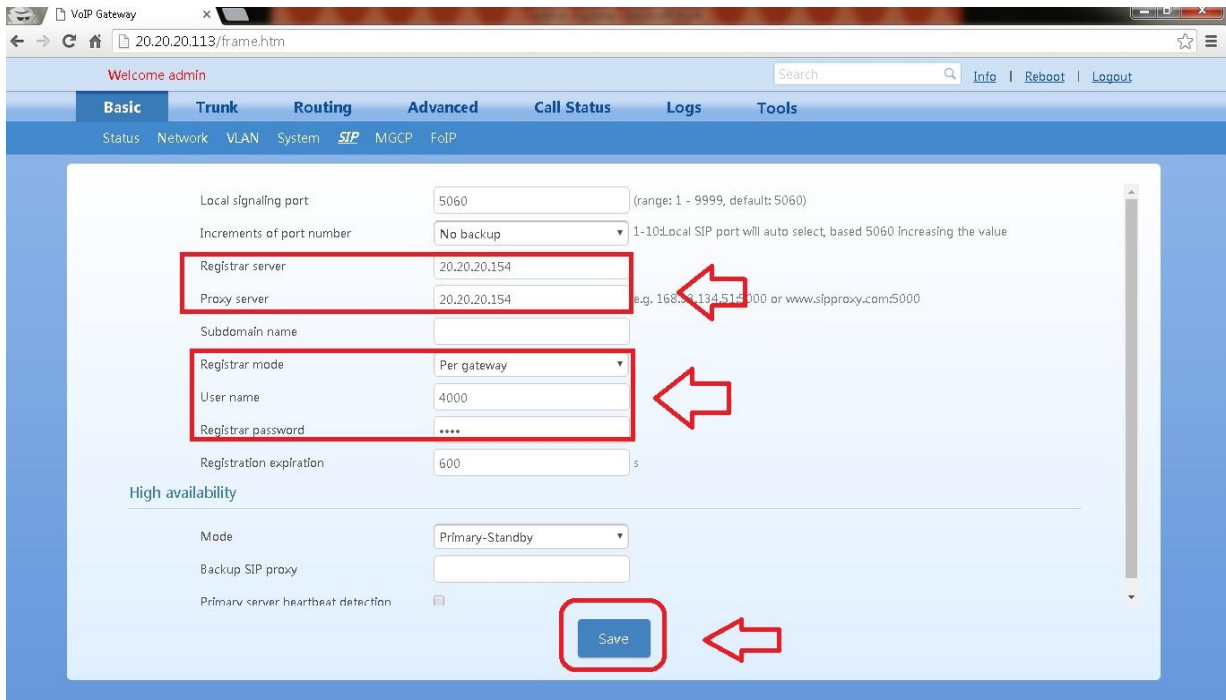 VoIP Gateway
20.20.20.113/frame.htm
Welcome admin
Search
Info | Reboot | Logout
Basic Trunk Routing Advanced Call Status Logs Tools
Status Network VLAN System SIP MGCP FoIP
Local signaling port 5060 (range: 1 - 9999, default: 5060)
Increments of port number No backup 1-10:Local SIP port will auto select, based 5060 increasing the value
Registrar server 20.20.20.154
Proxy server 20.20.20.154 e.g. 168.33.134.51:5000 or www.sipproxy.com:5000
Subdomain name
Registrar mode Per gateway
User name 4000
Registrar password ••••
Registration expiration 600 s
High availability
Mode Primary-Standby
Backup SIP proxy
Primary server heartbeat detection
Save